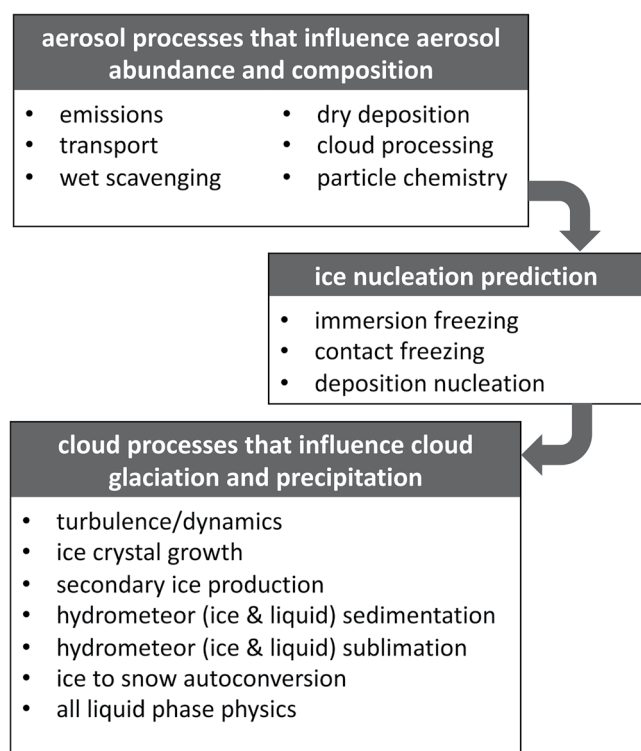 aerosol processes that influence aerosol
abundance and composition
• emissions
• transport
• wet scavenging
• dry deposition
• cloud processing
• particle chemistry
ice nucleation prediction
• immersion freezing
• contact freezing
• deposition nucleation
cloud processes that influence cloud
glaciation and precipitation
• turbulence/dynamics
• ice crystal growth
• secondary ice production
• hydrometeor (ice & liquid) sedimentation
• hydrometeor (ice & liquid) sublimation
• ice to snow autoconversion
• all liquid phase physics